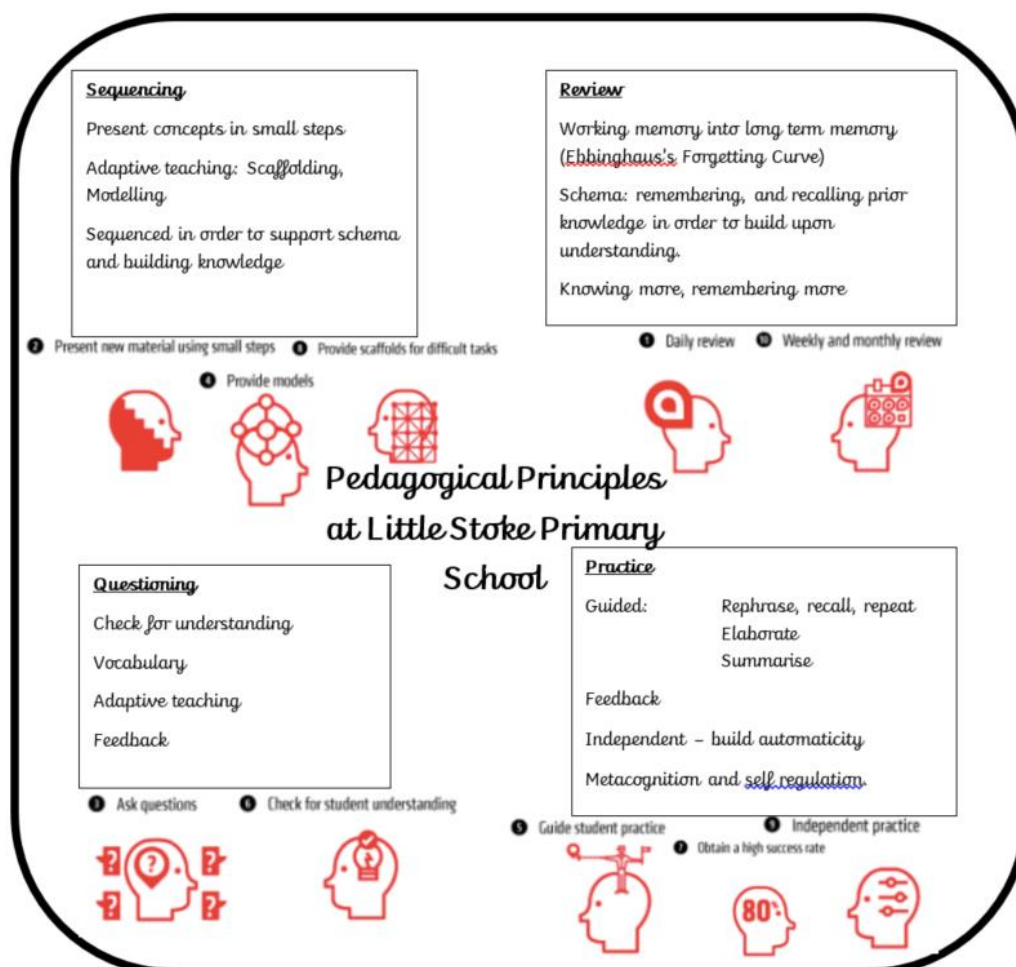 Sequencing
Present concepts in small steps
Adaptive teaching: Scaffolding,
Modelling
Sequenced in order to support schema
and building knowledge
2 Present new material using small steps
8 Provide scaffolds for difficult tasks
4 Provide models
Review
Working memory into long term memory
(Ebbinghaus's Forgetting Curve)
Schema: remembering, and recalling prior
knowledge in order to build upon
understanding.
Knowing more, remembering more
1 Daily review
10 Weekly and monthly review
Pedagogical Principles
at Little Stoke Primary
School
Questioning
Check for understanding
Vocabulary
Adaptive teaching
Feedback
3 Ask questions
6 Check for student understanding
? ? ? ? ?
Practice
Guided: Rephrase, recall, repeat
Elaborate
Summarise
Feedback
Independent – build automaticity
Metacognition and self regulation.
5 Guide student practice
9 Independent practice
7 Obtain a high success rate
80%